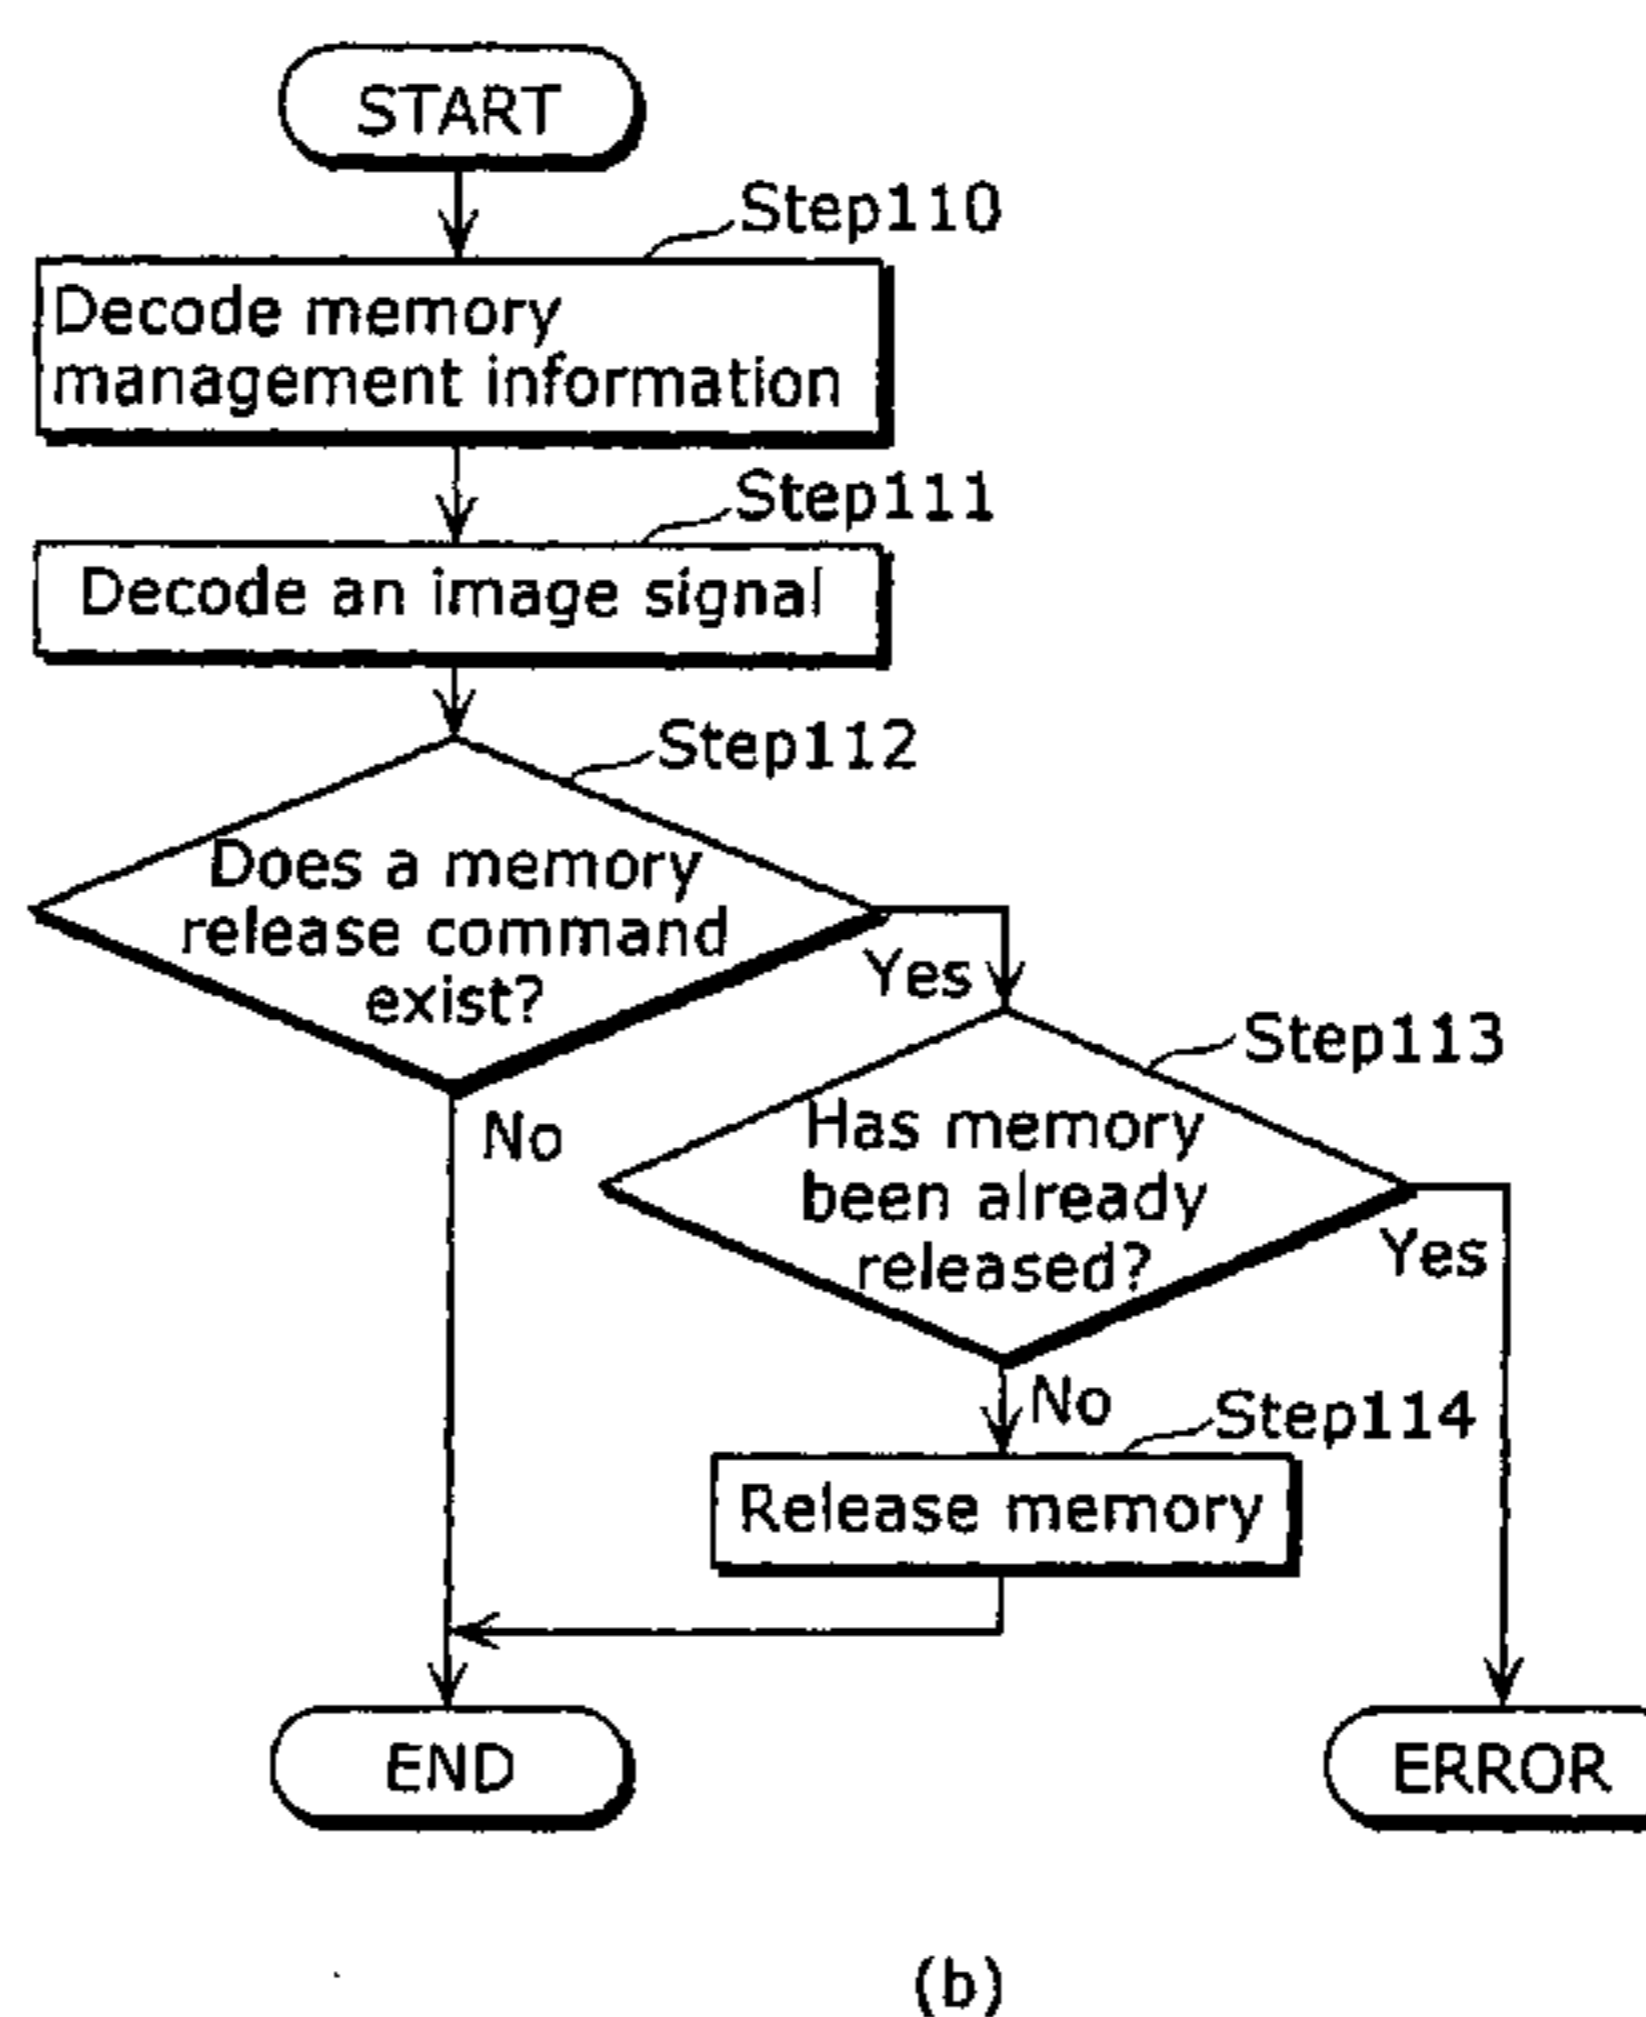 START
Step110
Decode memory
management information
Step111
Decode an image signal
Step112
Does a memory
release command
exist?
Yes
No
Step113
Has memory
been already
released?
Yes
No
Step114
Release memory
END
ERROR
(b)